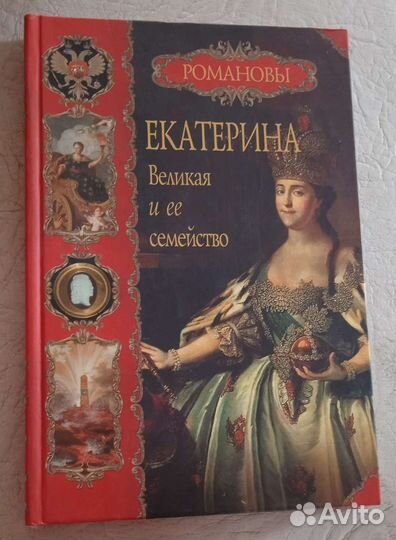 РОМАНОВЫ
ЕКАТЕРИНА
Великая
и ее
семейство
Avito